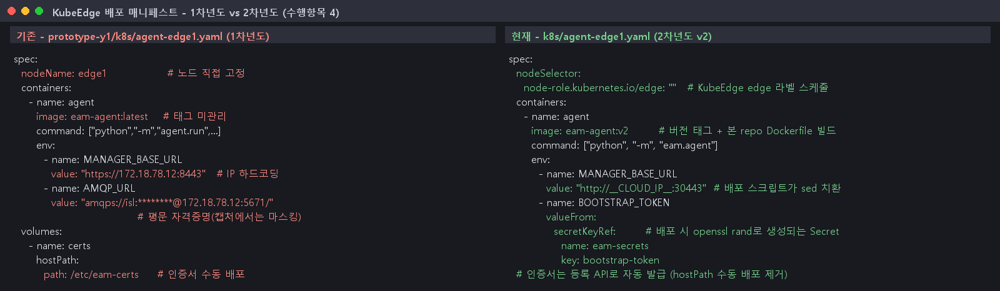 KubeEdge 배포 매니페스트 - 1차년도 vs 2차년도 (수행항목 4)
기존 - prototype-y1/k8s/agent-edge1.yaml (1차년도)
spec:
nodeName: edge1 # 노드 직접 고정
containers:
- name: agent
image: eam-agent:latest # 태그 미관리
command: ["python","-m","agent.run",...]
env:
- name: MANAGER_BASE_URL
value: "https://172.18.78.12:8443" # IP 하드코딩
- name: AMQP_URL
value: "amqps://isl:********@172.18.78.12:5671/"
# 평문 자격증명(캡처에서는 마스킹)
volumes:
- name: certs
hostPath:
path: /etc/eam-certs # 인증서 수동 배포
현재 - k8s/agent-edge1.yaml (2차년도 v2)
spec:
nodeSelector:
node-role.kubernetes.io/edge: "" # KubeEdge edge 라벨 스케줄
containers:
- name: agent
image: eam-agent:v2 # 버전 태그 + 본 repo Dockerfile 빌드
command: ["python", "-m", "eam.agent"]
env:
- name: MANAGER_BASE_URL
value: "http://__CLOUD_IP__:30443" # 배포 스크립트가 sed 치환
- name: BOOTSTRAP_TOKEN
valueFrom:
secretKeyRef: # 배포 시 openssl rand로 생성되는 Secret
name: eam-secrets
key: bootstrap-token
# 인증서는 등록 API로 자동 발급 (hostPath 수동 배포 제거)